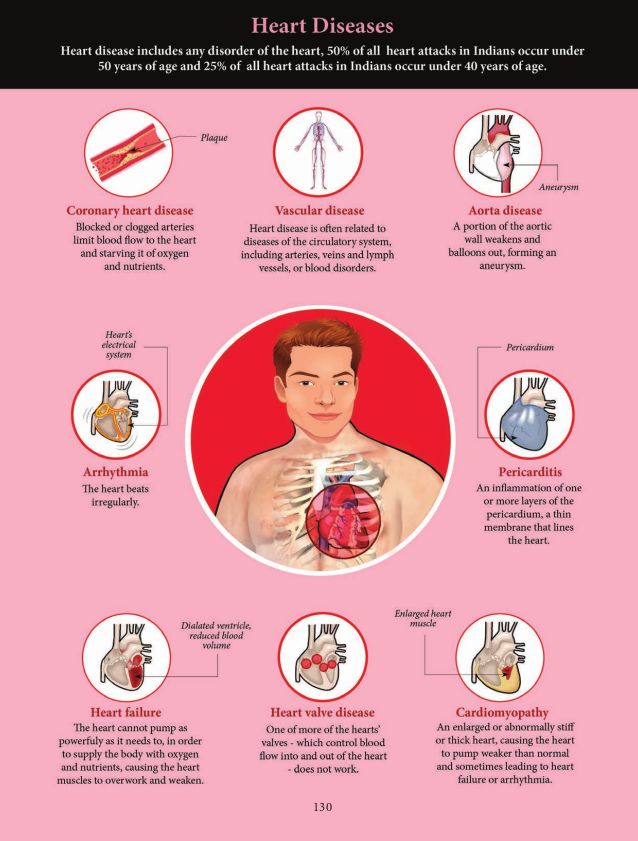 Heart Diseases
Heart disease includes any disorder of the heart, 50% of all heart attacks in Indians occur under
50 years of age and 25% of all heart attacks in Indians occur under 40 years of age.
Plaque
Coronary heart disease
Blocked or clogged arteries
limit blood flow to the heart
and starving it of oxygen
and nutrients.
Vascular disease
Heart disease is often related to
diseases of the circulatory system,
including arteries, veins and lymph
vessels, or blood disorders.
Aneurysm
Aorta disease
A portion of the aortic
wall weakens and
balloons out, forming an
aneurysm.
Heart's
electrical
system
Arrhythmia
The heart beats
irregularly.
Pericardium
Pericarditis
An inflammation of one
or more layers of the
pericardium, a thin
membrane that lines
the heart.
Dialated ventricle,
reduced blood
volume
Heart failure
The heart cannot pump as
powerfuly as it needs to, in order
to supply the body with oxygen
and nutrients, causing the heart
muscles to overwork and weaken.
Heart valve disease
One of more of the hearts'
valves - which control blood
flow into and out of the heart
- does not work.
Enlarged heart
muscle
Cardiomyopathy
An enlarged or abnormally stiff
or thick heart, causing the heart
to pump weaker than normal
and sometimes leading to heart
failure or arrhythmia.
130